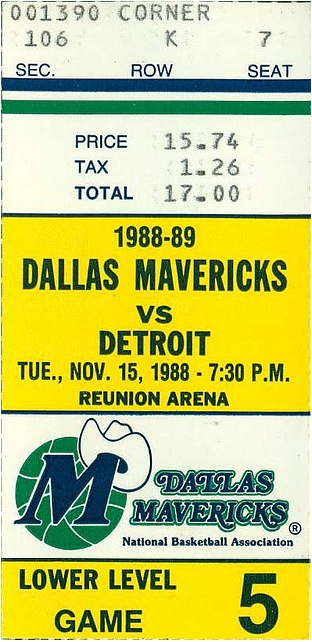 001390 CORNER
106 K 7
SEC. ROW SEAT
PRICE 15.74
TAX 1.26
TOTAL 17.00
1988-89
DALLAS MAVERICKS
VS
DETROIT
TUE., NOV. 15, 1988 - 7:30 P.M.
REUNION ARENA
M
DALLAS
MAVERICKS®
National Basketball Association
LOWER LEVEL
GAME 5